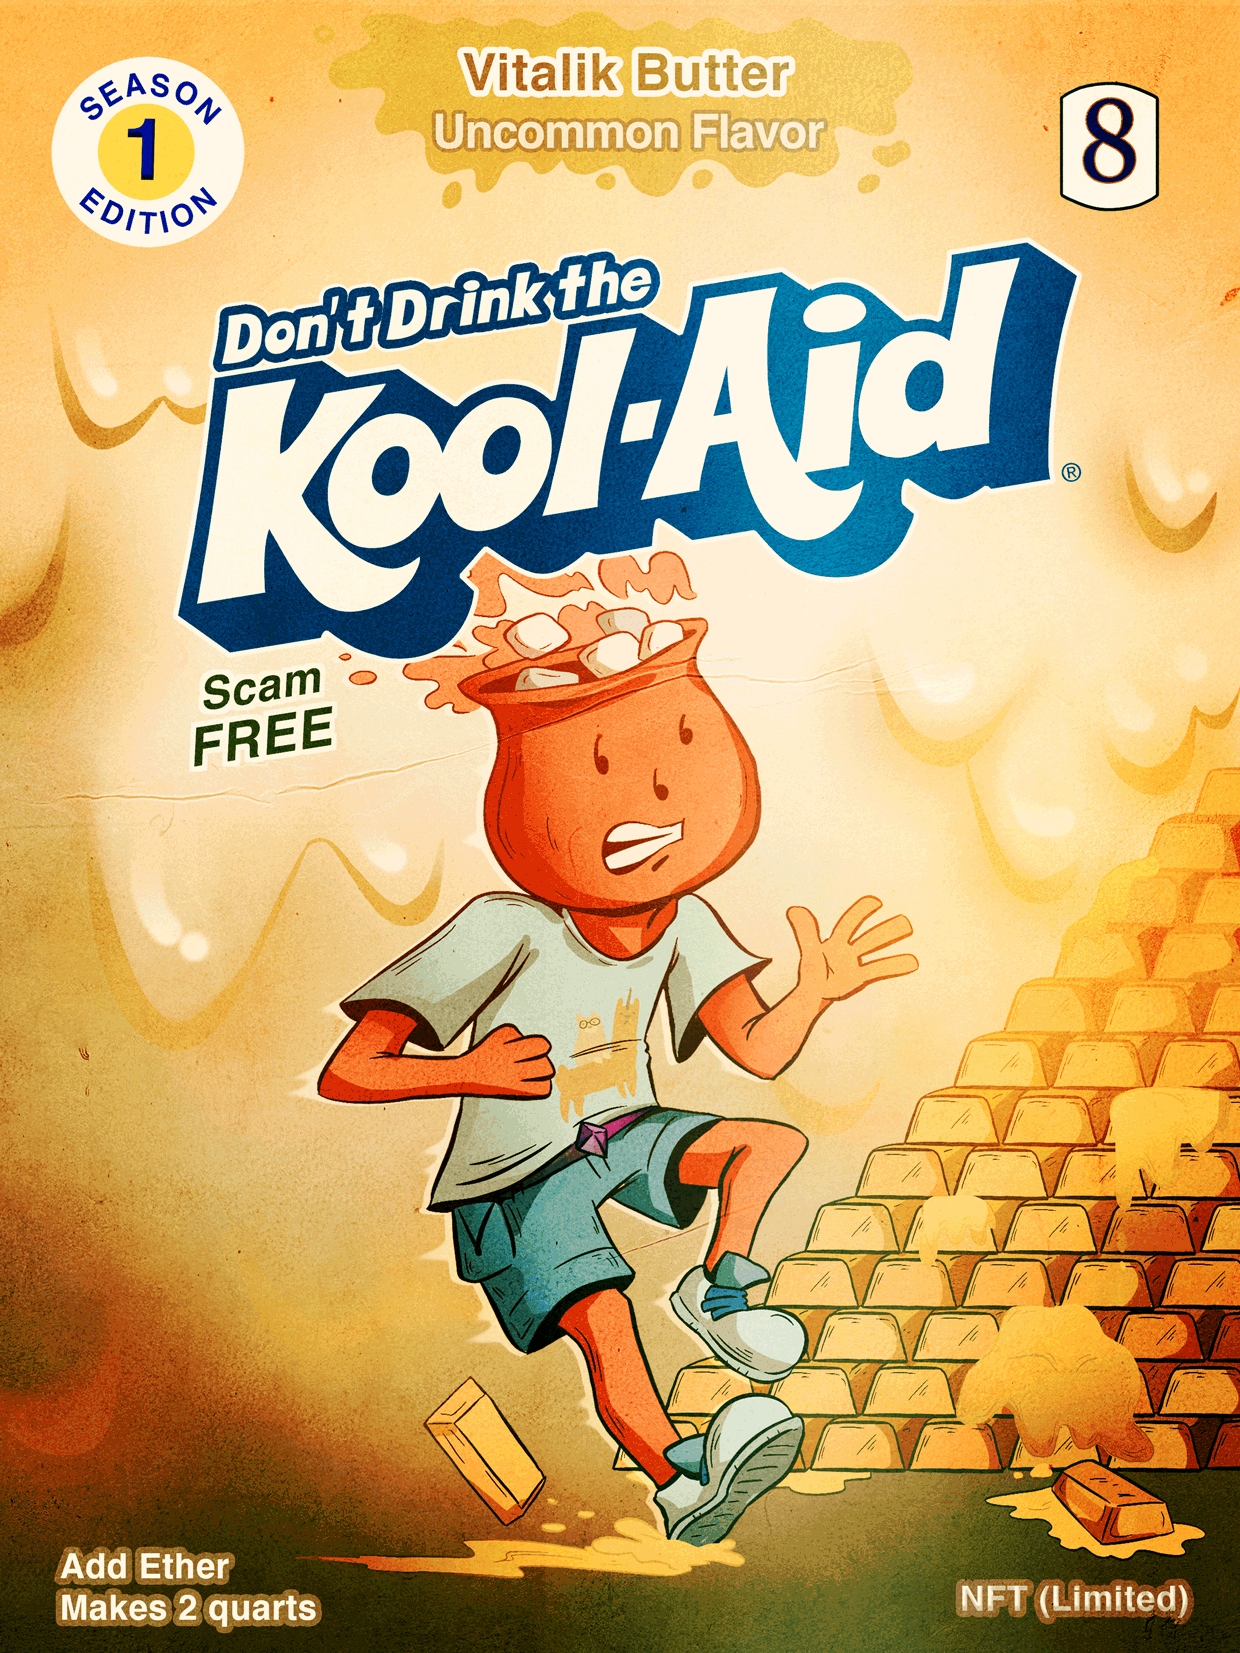 Vitalik Butter
Uncommon Flavor
SEASON
1
EDITION
8
Don't Drink the
Kool-Aid
®
Scam
FREE
Add Ether
Makes 2 quarts
NFT (Limited)